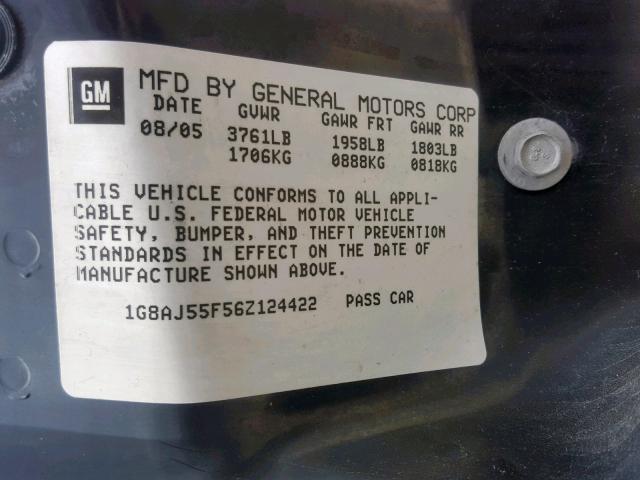 GM MFD BY GENERAL MOTORS CORP
DATE GVWR GAWR FRT GAWR RR
08/05 3761LB 1958LB 1803LB
1706KG 0888KG 0818KG
THIS VEHICLE CONFORMS TO ALL APPLI-
CABLE U.S. FEDERAL MOTOR VEHICLE
SAFETY, BUMPER, AND THEFT PREVENTION
STANDARDS IN EFFECT ON THE DATE OF
MANUFACTURE SHOWN ABOVE.
1G8AJ55F56Z124422 PASS CAR